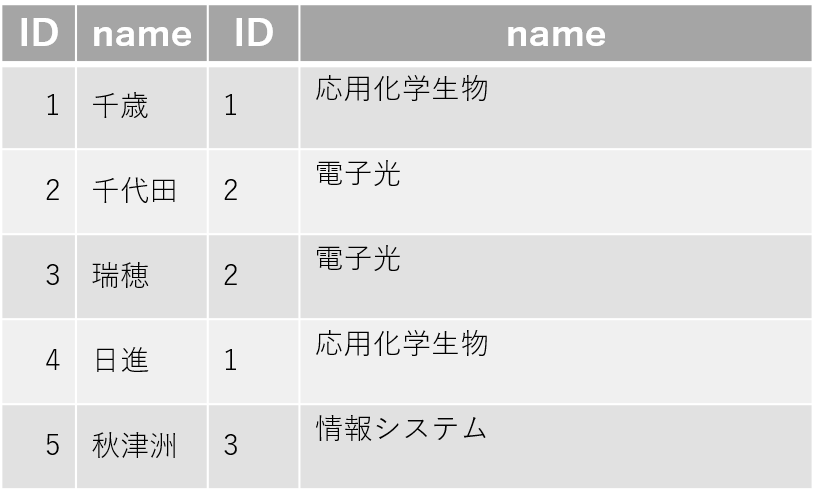 ID name ID name
1 千歳 1 応用化学生物
2 千代田 2 電子光
3 瑞穂 2 電子光
4 日進 1 応用化学生物
5 秋津洲 3 情報システム